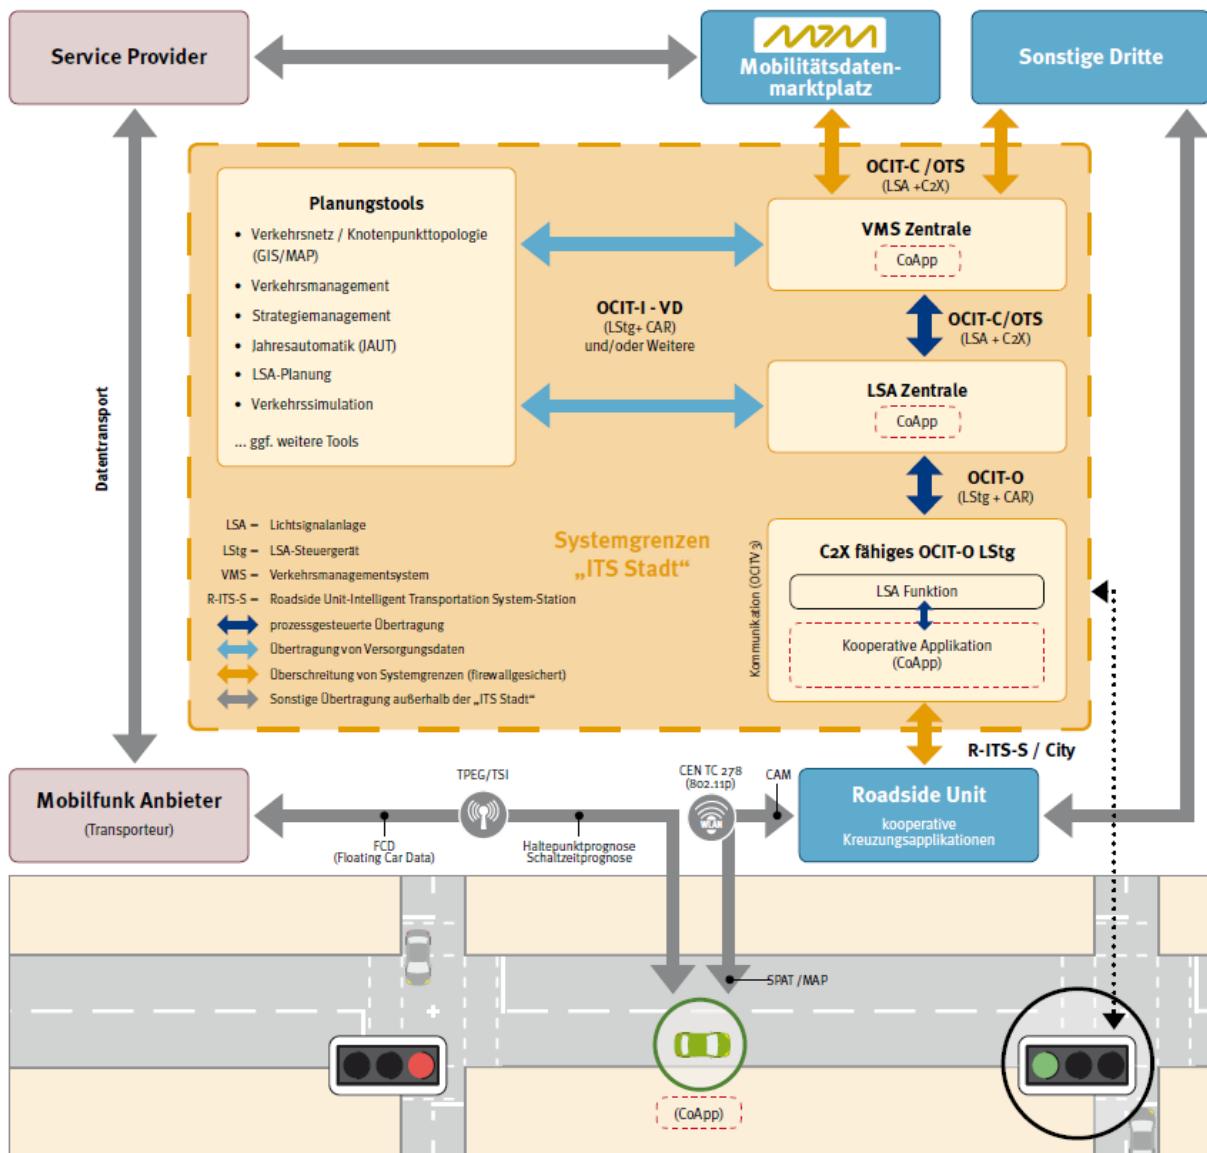 Service Provider
MDM
Mobilitätsdaten-
marktplatz
Sonstige Dritte
OCIT-C / OTS
(LSA +C2X)
Planungstools
• Verkehrsnetz / Knotenpunkttopologie
(GIS/MAP)
• Verkehrsmanagement
• Strategiemanagement
• Jahresautomatik (JAUT)
• LSA-Planung
• Verkehrssimulation
... ggf. weitere Tools
VMS Zentrale
CoApp
OCIT-I - VD
(LStg+ CAR)
und/oder Weitere
OCIT-C/OTS
(LSA + C2X)
LSA Zentrale
CoApp
Datentransport
OCIT-O
(LStg + CAR)
LSA = Lichtsignalanlage
LStg = LSA-Steuergerät
VMS = Verkehrsmanagementsystem
R-ITS-S = Roadside Unit-Intelligent Transportation System-Station
prozessgesteuerte Übertragung
Übertragung von Versorgungsdaten
Überschreitung von Systemgrenzen (firewallgesichert)
Sonstige Übertragung außerhalb der „ITS Stadt“
Systemgrenzen
„ITS Stadt“
Kommunikation (OCITV 3)
C2X fähiges OCIT-O LStg
LSA Funktion
Kooperative Applikation
(CoApp)
R-ITS-S / City
Mobilfunk Anbieter
(Transporteur)
TPEG/TSI
FCD
(Floating Car Data)
Haltepunktprognose
Schaltzeitprognose
CEN TC 278
(802.11p)
WLAN
CAM
Roadside Unit
kooperative
Kreuzungsapplikationen
SPAT /MAP
(CoApp)